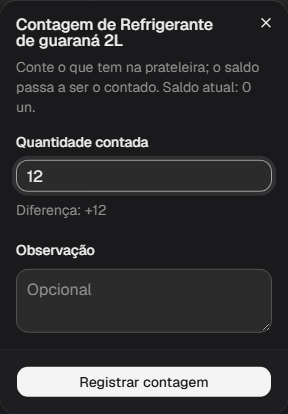 Contagem de Refrigerante
de guaraná 2L
Conte o que tem na prateleira; o saldo
passa a ser o contado. Saldo atual: 0
un.
Quantidade contada
12
Diferença: +12
Observação
Opcional
Registrar contagem